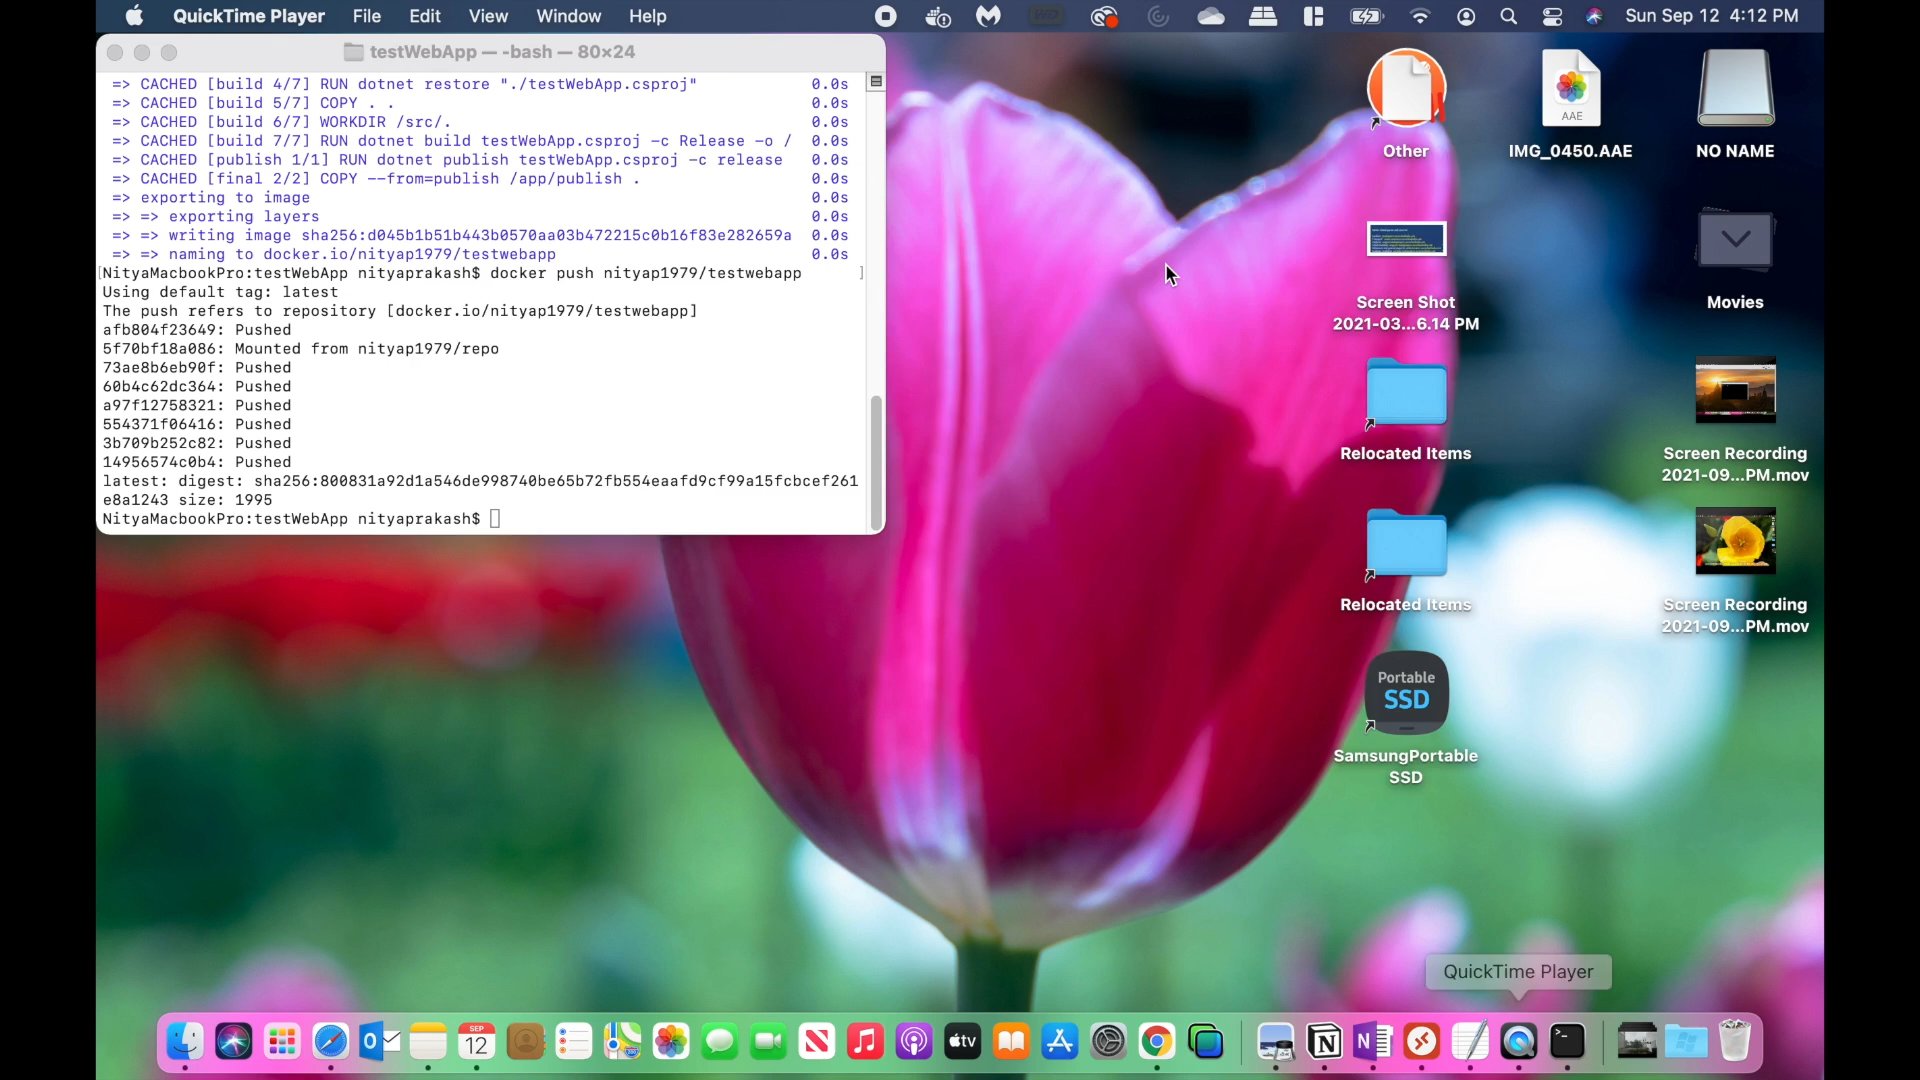 QuickTime Player File Edit View Window Help Sun Sep 12 4:12 PM
testWebApp — -bash — 80×24
=> CACHED [build 4/7] RUN dotnet restore "./testWebApp.csproj" 0.0s
=> CACHED [build 5/7] COPY . . 0.0s
=> CACHED [build 6/7] WORKDIR /src/. 0.0s
=> CACHED [build 7/7] RUN dotnet build testWebApp.csproj -c Release -o / 0.0s
=> CACHED [publish 1/1] RUN dotnet publish testWebApp.csproj -c release 0.0s
=> CACHED [final 2/2] COPY --from=publish /app/publish . 0.0s
=> exporting to image 0.0s
=> => exporting layers 0.0s
=> => writing image sha256:d045b1b51b443b0570aa03b472215c0b16f83e282659a 0.0s
=> => naming to docker.io/nityap1979/testwebapp 0.0s
[NityaMacbookPro:testWebApp nityaprakash$ docker push nityap1979/testwebapp ]
Using default tag: latest
The push refers to repository [docker.io/nityap1979/testwebapp]
afb804f23649: Pushed
5f70bf18a086: Mounted from nityap1979/repo
73ae8b6eb90f: Pushed
60b4c62dc364: Pushed
a97f12758321: Pushed
554371f06416: Pushed
3b709b252c82: Pushed
14956574c0b4: Pushed
latest: digest: sha256:800831a92d1a546de998740be65b72fb554eaafd9cf99a15fcbcef261
e8a1243 size: 1995
NityaMacbookPro:testWebApp nityaprakash$
AAE
Other
IMG_0450.AAE
NO NAME
Screen Shot
2021-03...6.14 PM
Movies
Relocated Items
Screen Recording
2021-09...PM.mov
Relocated Items
Screen Recording
2021-09...PM.mov
Portable
SSD
SamsungPortable
SSD
QuickTime Player
SEP
12
tv